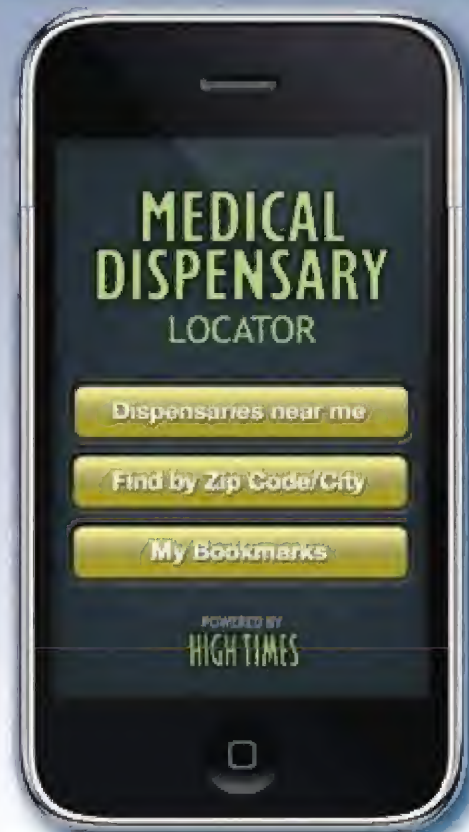 MEDICAL
DISPENSARY
LOCATOR
Dispensaries near me
Find by Zip Code/City
My Bookmarks
POWERED BY
HIGH TIMES